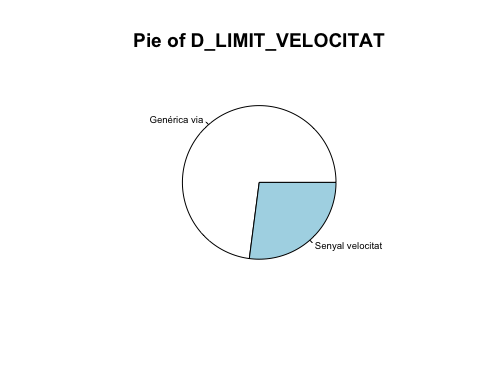 Pie of D_LIMIT_VELOCITAT
Genérica via
Senyal velocitat